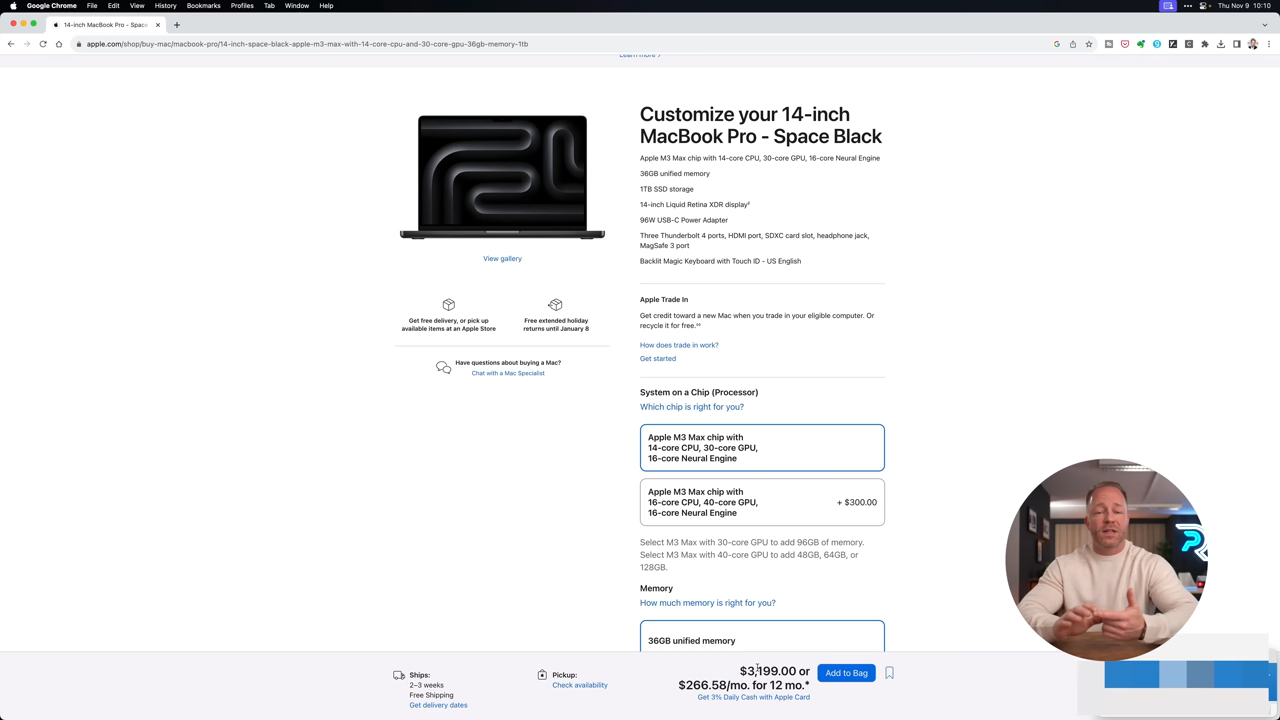 Google Chrome File Edit View History Bookmarks Profiles Tab Window Help
Thu Nov 9 10:10
14-inch MacBook Pro - Space
apple.com/shop/buy-mac/macbook-pro/14-inch-space-black-apple-m3-max-with-14-core-cpu-and-30-core-gpu-36gb-memory-1tb
Learn more >
View gallery
Get free delivery, or pick up
available items at an Apple Store
Free extended holiday
returns until January 8
Have questions about buying a Mac?
Chat with a Mac Specialist
Customize your 14-inch
MacBook Pro - Space Black
Apple M3 Max chip with 14-core CPU, 30-core GPU, 16-core Neural Engine
36GB unified memory
1TB SSD storage
14-inch Liquid Retina XDR display²
96W USB-C Power Adapter
Three Thunderbolt 4 ports, HDMI port, SDXC card slot, headphone jack,
MagSafe 3 port
Backlit Magic Keyboard with Touch ID - US English
Apple Trade In
Get credit toward a new Mac when you trade in your eligible computer. Or
recycle it for free.◊◊
How does trade in work?
Get started
System on a Chip (Processor)
Which chip is right for you?
Apple M3 Max chip with
14-core CPU, 30-core GPU,
16-core Neural Engine
Apple M3 Max chip with
16-core CPU, 40-core GPU,
16-core Neural Engine
+ $300.00
Select M3 Max with 30-core GPU to add 96GB of memory.
Select M3 Max with 40-core GPU to add 48GB, 64GB, or
128GB.
Memory
How much memory is right for you?
36GB unified memory
Ships:
2–3 weeks
Free Shipping
Get delivery dates
Pickup:
Check availability
$3,199.00 or
$266.58/mo. for 12 mo.*
Get 3% Daily Cash with Apple Card
Add to Bag